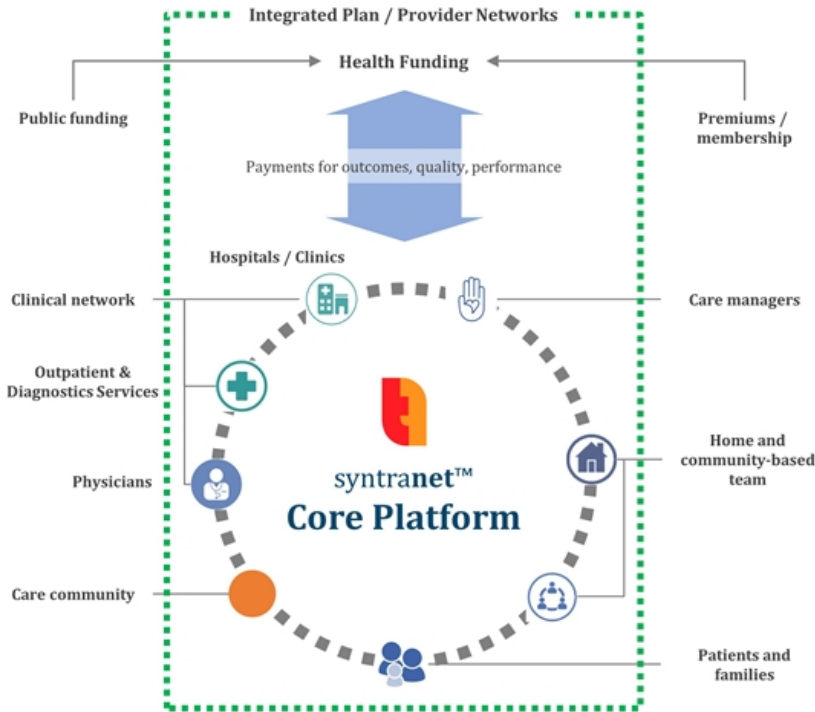 Integrated Plan / Provider Networks
Health Funding
Public funding
Premiums /
membership
Payments for outcomes, quality, performance
Hospitals / Clinics
Clinical network
Care managers
Outpatient &
Diagnostics Services
Home and
community-based
team
Physicians
syntranet™
Core Platform
Care community
Patients and
families